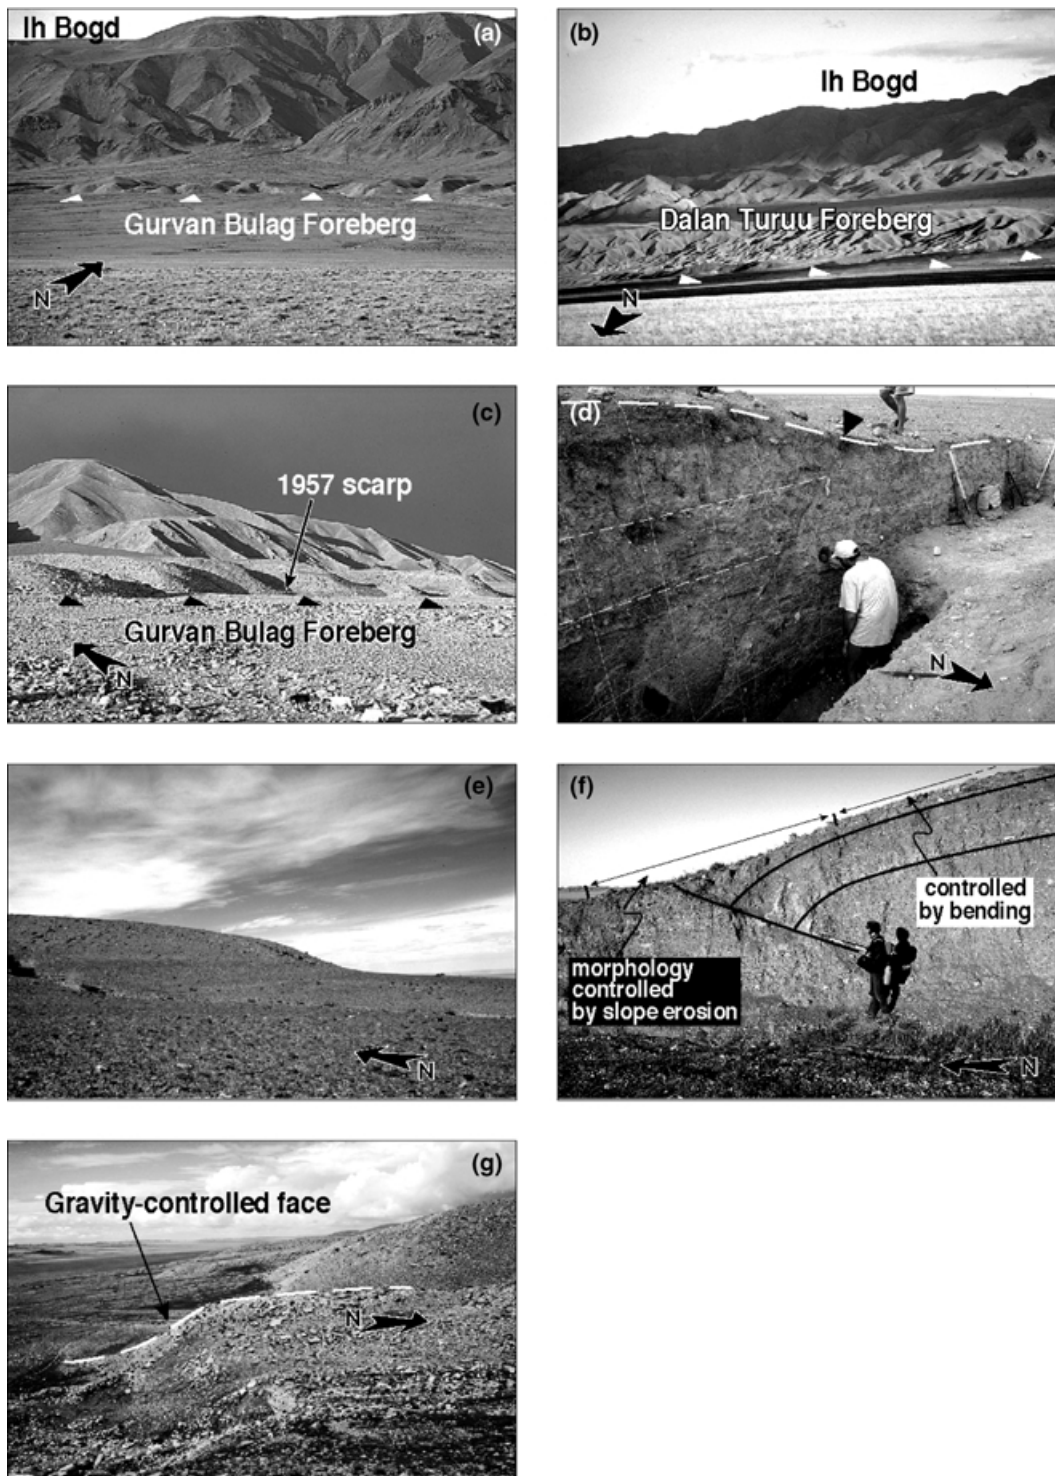 Ih Bogd
(a)
Gurvan Bulag Foreberg
N
(b)
Ih Bogd
Dalan Turuu Foreberg
N
(c)
1957 scarp
Gurvan Bulag Foreberg
N
(d)
N
(e)
N
(f)
controlled
by bending
morphology
controlled
by slope erosion
N
(g)
Gravity-controlled face
N